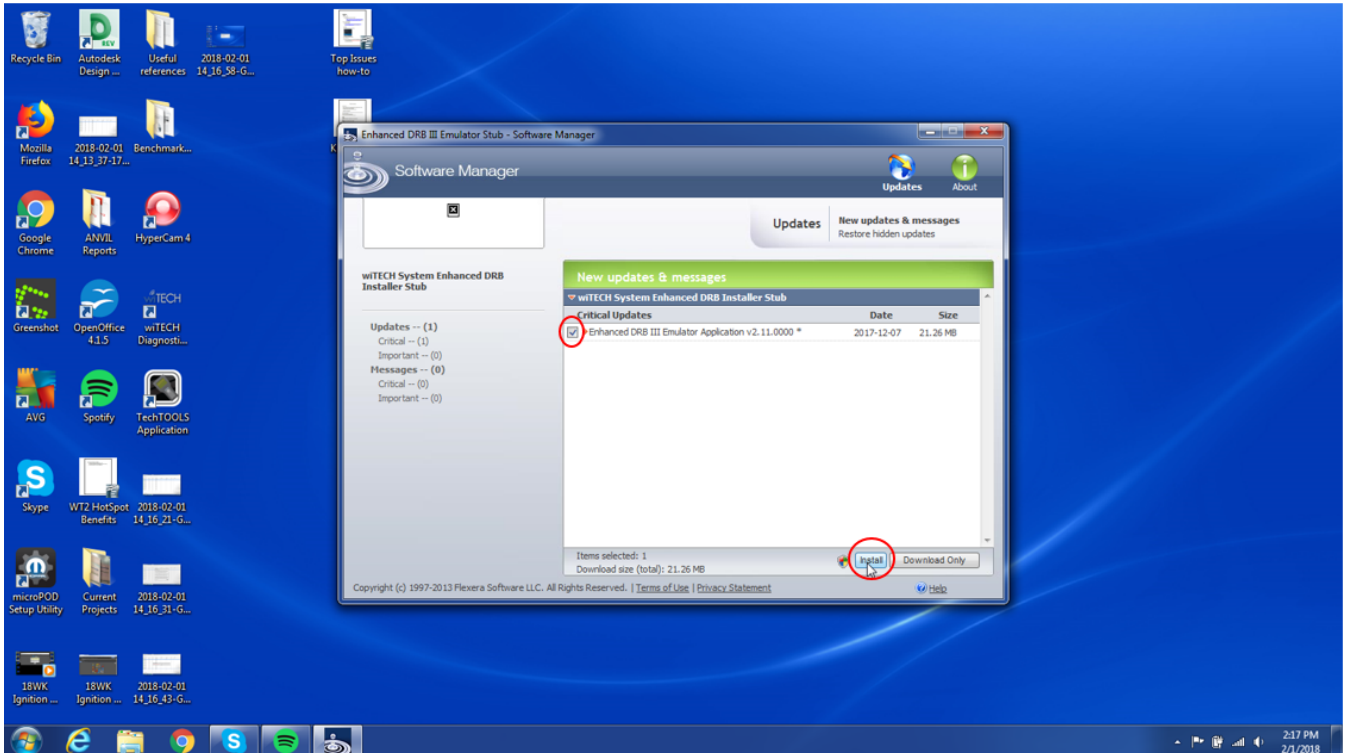 Recycle Bin
Autodesk
Design ...
Useful
references
2018-02-01
14_16_58-G...
Top Issues
how-to
Mozilla
Firefox
2018-02-01
14_13_37-17...
Benchmark...
Google
Chrome
ANVIL
Reports
HyperCam 4
Greenshot
OpenOffice
4.1.5
wiTECH
wiTECH
Diagnosti...
AVG
Spotify
TechTOOLS
Application
Skype
WT2 HotSpot
Benefits
2018-02-01
14_16_21-G...
microPOD
Setup Utility
Current
Projects
2018-02-01
14_16_31-G...
18WK
Ignition ...
18WK
Ignition ...
2018-02-01
14_16_43-G...
Enhanced DRB III Emulator Stub - Software Manager
Software Manager
Updates
About
Updates
New updates & messages
Restore hidden updates
wiTECH System Enhanced DRB
Installer Stub
Updates -- (1)
Critical -- (1)
Important -- (0)
Messages -- (0)
Critical -- (0)
Important -- (0)
New updates & messages
wiTECH System Enhanced DRB Installer Stub
Critical Updates Date Size
Enhanced DRB III Emulator Application v2.11.0000 * 2017-12-07 21.26 MB
Items selected: 1
Download size (total): 21.26 MB
Install
Download Only
Copyright (c) 1997-2013 Flexera Software LLC. All Rights Reserved. | Terms of Use | Privacy Statement
Help
2:17 PM
2/1/2018